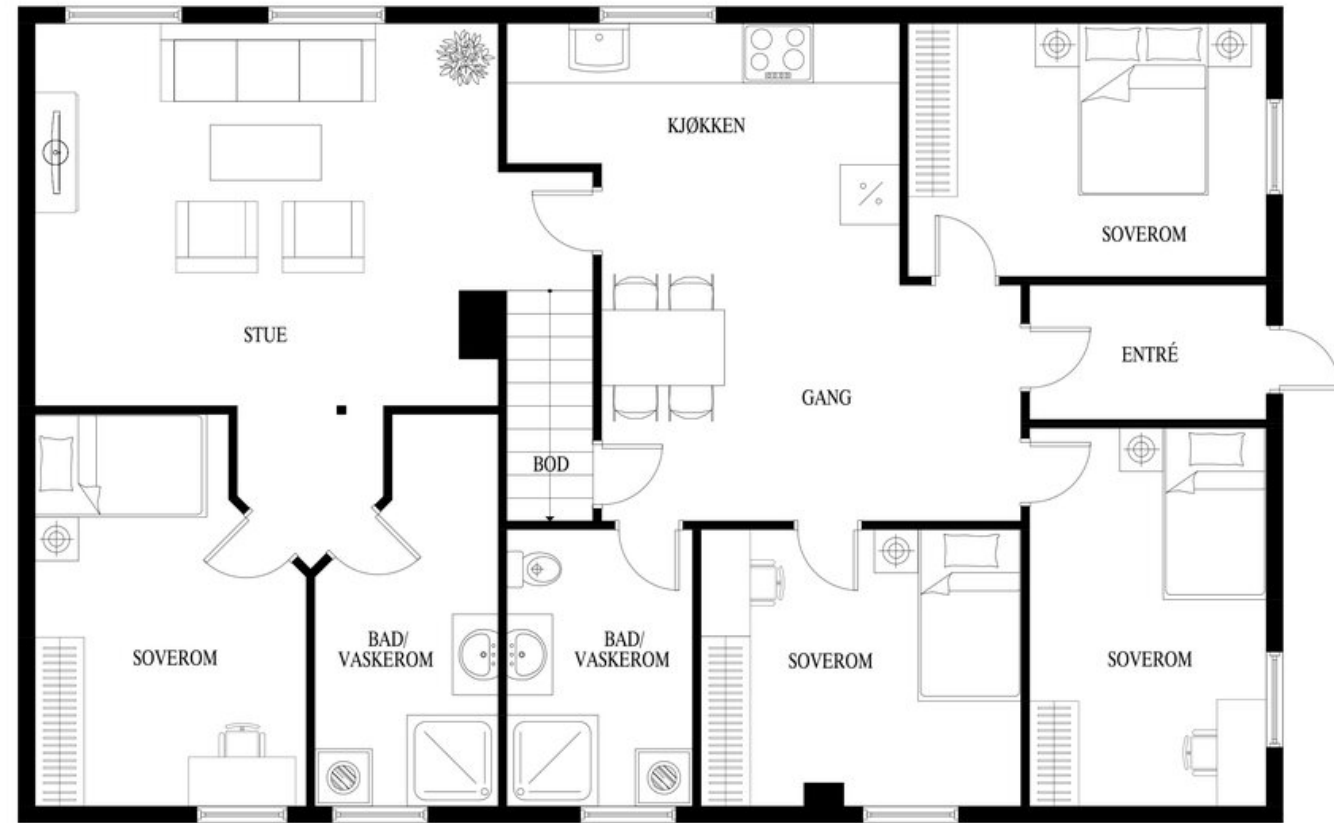 KJØKKEN
SOVEROM
STUE
ENTRÉ
GANG
BOD
SOVEROM
BAD/
VASKEROM
BAD/
VASKEROM
SOVEROM
SOVEROM